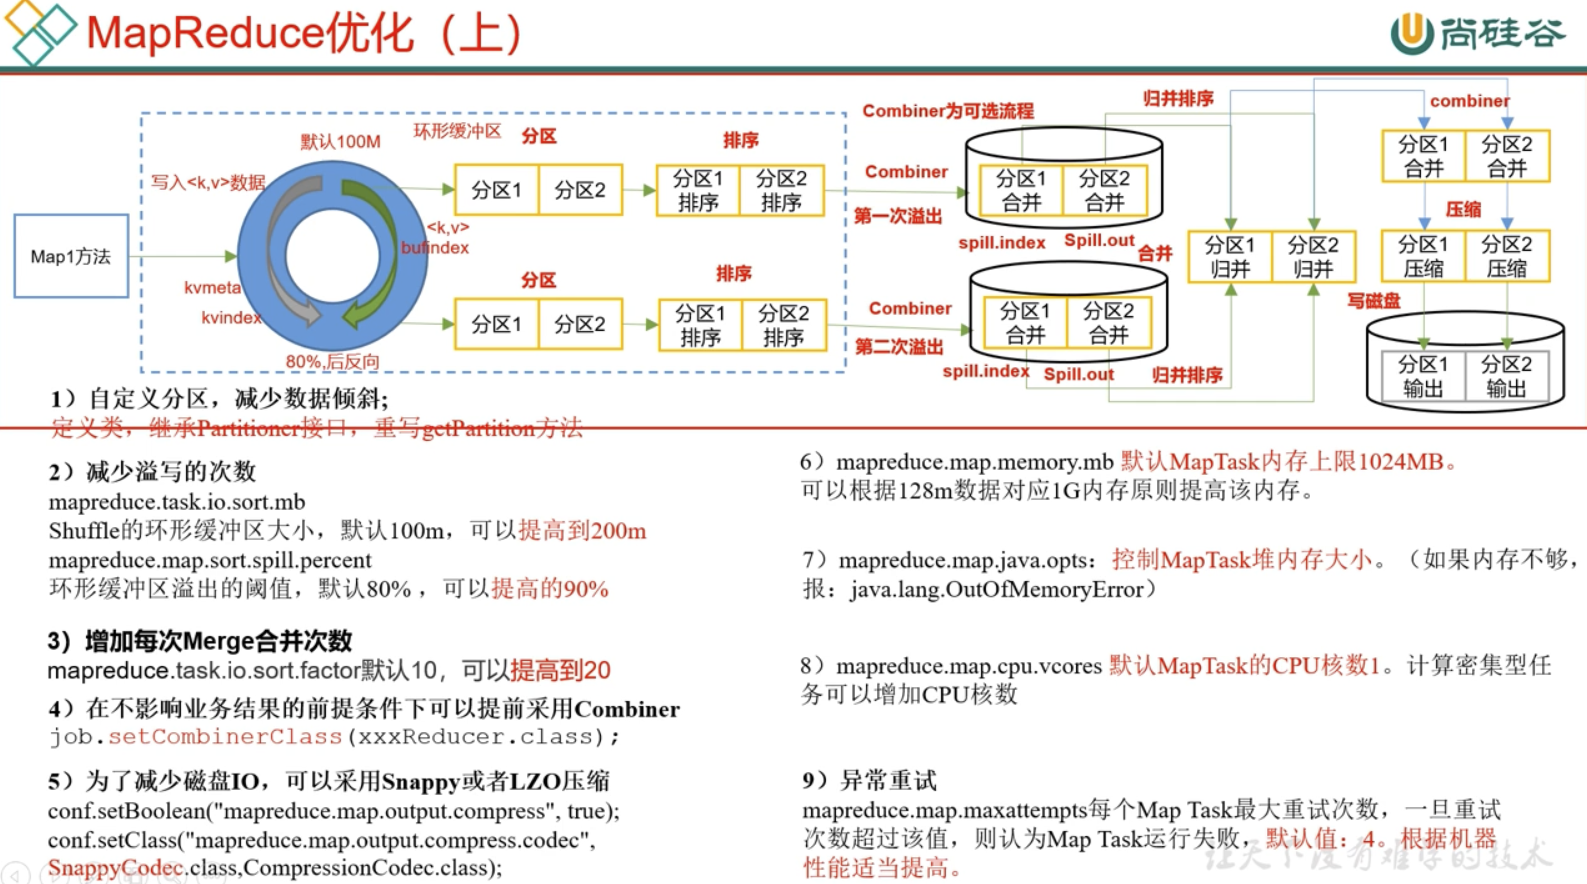 MapReduce优化（上）
尚硅谷
Map1方法
写入<k,v>数据
默认100M
环形缓冲区
<k,v>
bufindex
kvmeta
kvindex
80%,后反向
分区
分区1
分区2
排序
分区1
排序
分区2
排序
分区
分区1
分区2
排序
分区1
排序
分区2
排序
Combiner为可选流程
Combiner
第一次溢出
分区1
合并
分区2
合并
spill.index
Spill.out
Combiner
第二次溢出
分区1
合并
分区2
合并
spill.index
Spill.out
归并排序
合并
分区1
归并
分区2
归并
归并排序
combiner
分区1
合并
分区2
合并
压缩
分区1
压缩
分区2
压缩
写磁盘
分区1
输出
分区2
输出
1）自定义分区，减少数据倾斜;
定义类，继承Partitioner接口，重写getPartition方法
2）减少溢写的次数
mapreduce.task.io.sort.mb
Shuffle的环形缓冲区大小，默认100m，可以提高到200m
mapreduce.map.sort.spill.percent
环形缓冲区溢出的阈值，默认80% ，可以提高的90%
3）增加每次Merge合并次数
mapreduce.task.io.sort.factor默认10，可以提高到20
4）在不影响业务结果的前提条件下可以提前采用Combiner
job.setCombinerClass(xxxReducer.class);
5）为了减少磁盘IO，可以采用Snappy或者LZO压缩
conf.setBoolean("mapreduce.map.output.compress", true);
conf.setClass("mapreduce.map.output.compress.codec",
SnappyCodec.class,CompressionCodec.class);
6）mapreduce.map.memory.mb 默认MapTask内存上限1024MB。
可以根据128m数据对应1G内存原则提高该内存。
7）mapreduce.map.java.opts：控制MapTask堆内存大小。（如果内存不够，
报：java.lang.OutOfMemoryError）
8）mapreduce.map.cpu.vcores 默认MapTask的CPU核数1。计算密集型任
务可以增加CPU核数
9）异常重试
mapreduce.map.maxattempts每个Map Task最大重试次数，一旦重试
次数超过该值，则认为Map Task运行失败，默认值：4。根据机器
性能适当提高。
让天下没有难学的技术